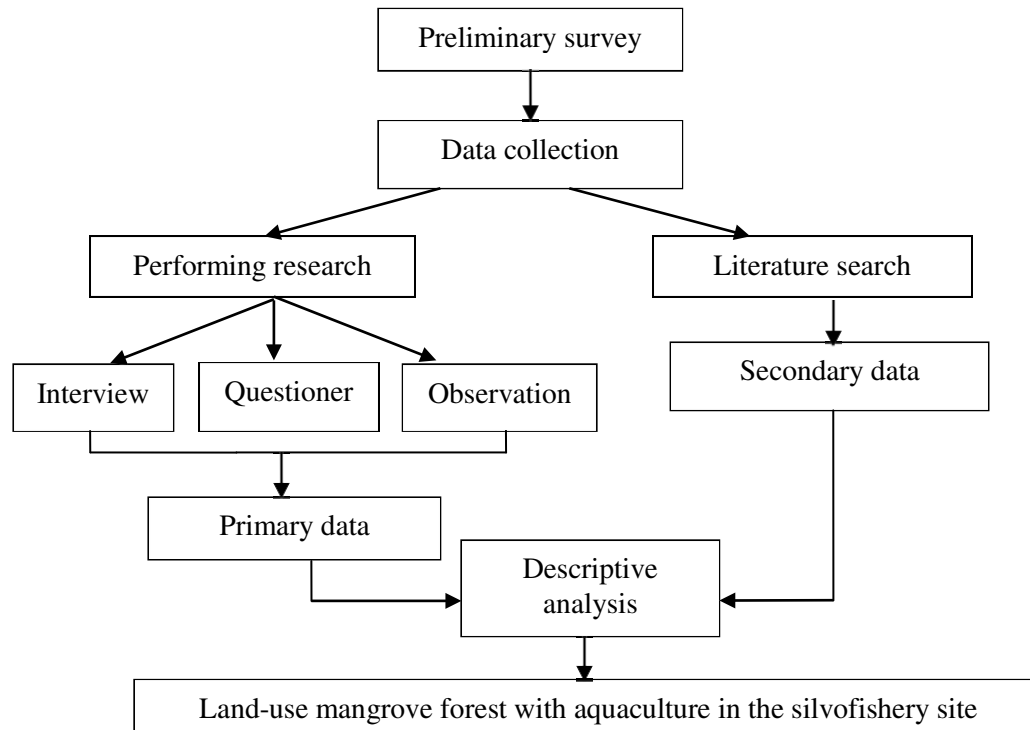 Preliminary survey
Data collection
Performing research
Literature search
Interview
Questioner
Observation
Secondary data
Primary data
Descriptive
analysis
Land-use mangrove forest with aquaculture in the silvofishery site